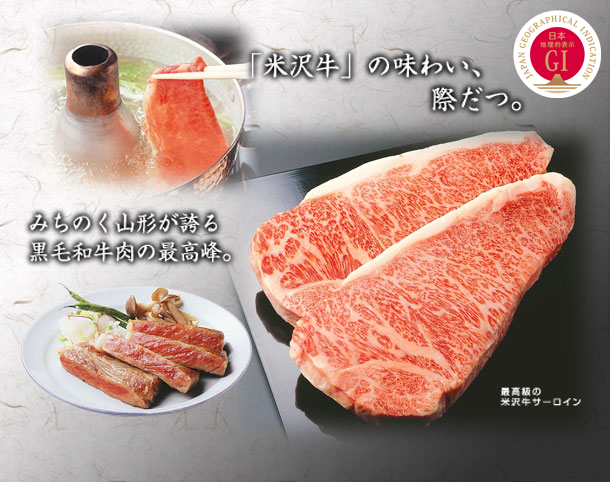 「米沢牛」の味わい、
際だつ。
JAPAN GEOGRAPHICAL INDICATION
日本
地理的表示
GI
みちのく山形が誇る
黒毛和牛肉の最高峰。
最高級の
米沢牛サーロイン